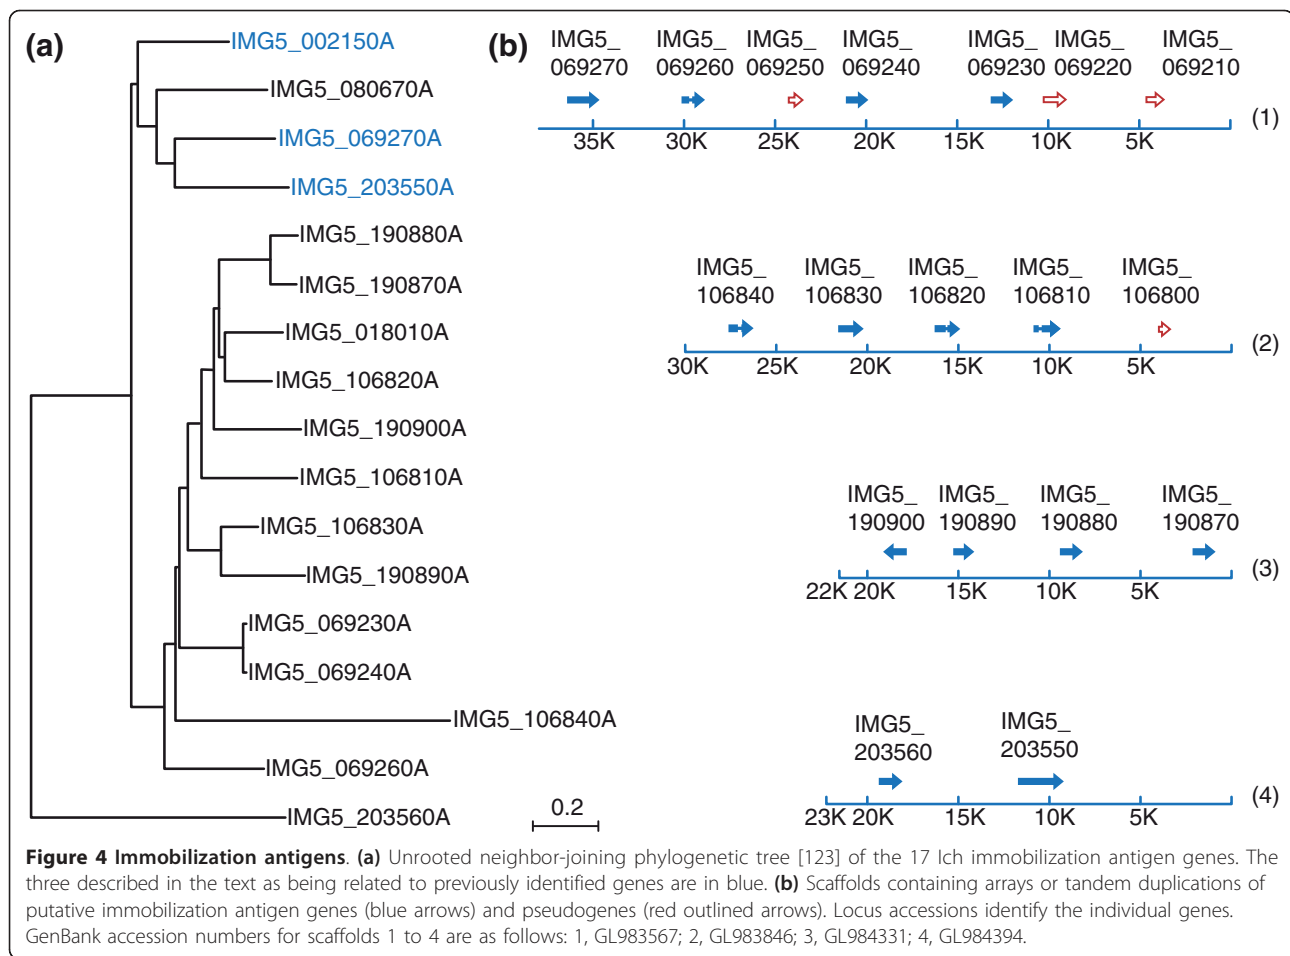 (a)
IMG5_002150A
IMG5_080670A
IMG5_069270A
IMG5_203550A
IMG5_190880A
IMG5_190870A
IMG5_018010A
IMG5_106820A
IMG5_190900A
IMG5_106810A
IMG5_106830A
IMG5_190890A
IMG5_069230A
IMG5_069240A
IMG5_106840A
IMG5_069260A
IMG5_203560A
0.2
(b)
IMG5_ IMG5_ IMG5_ IMG5_ IMG5_ IMG5_ IMG5_
069270 069260 069250 069240 069230 069220 069210
35K 30K 25K 20K 15K 10K 5K
(1)
IMG5_ IMG5_ IMG5_ IMG5_ IMG5_
106840 106830 106820 106810 106800
30K 25K 20K 15K 10K 5K
(2)
IMG5_ IMG5_ IMG5_ IMG5_
190900 190890 190880 190870
22K 20K 15K 10K 5K
(3)
IMG5_ IMG5_
203560 203550
23K 20K 15K 10K 5K
(4)
Figure 4 Immobilization antigens. (a) Unrooted neighbor-joining phylogenetic tree [123] of the 17 Ich immobilization antigen genes. The
three described in the text as being related to previously identified genes are in blue. (b) Scaffolds containing arrays or tandem duplications of
putative immobilization antigen genes (blue arrows) and pseudogenes (red outlined arrows). Locus accessions identify the individual genes.
GenBank accession numbers for scaffolds 1 to 4 are as follows: 1, GL983567; 2, GL983846; 3, GL984331; 4, GL984394.